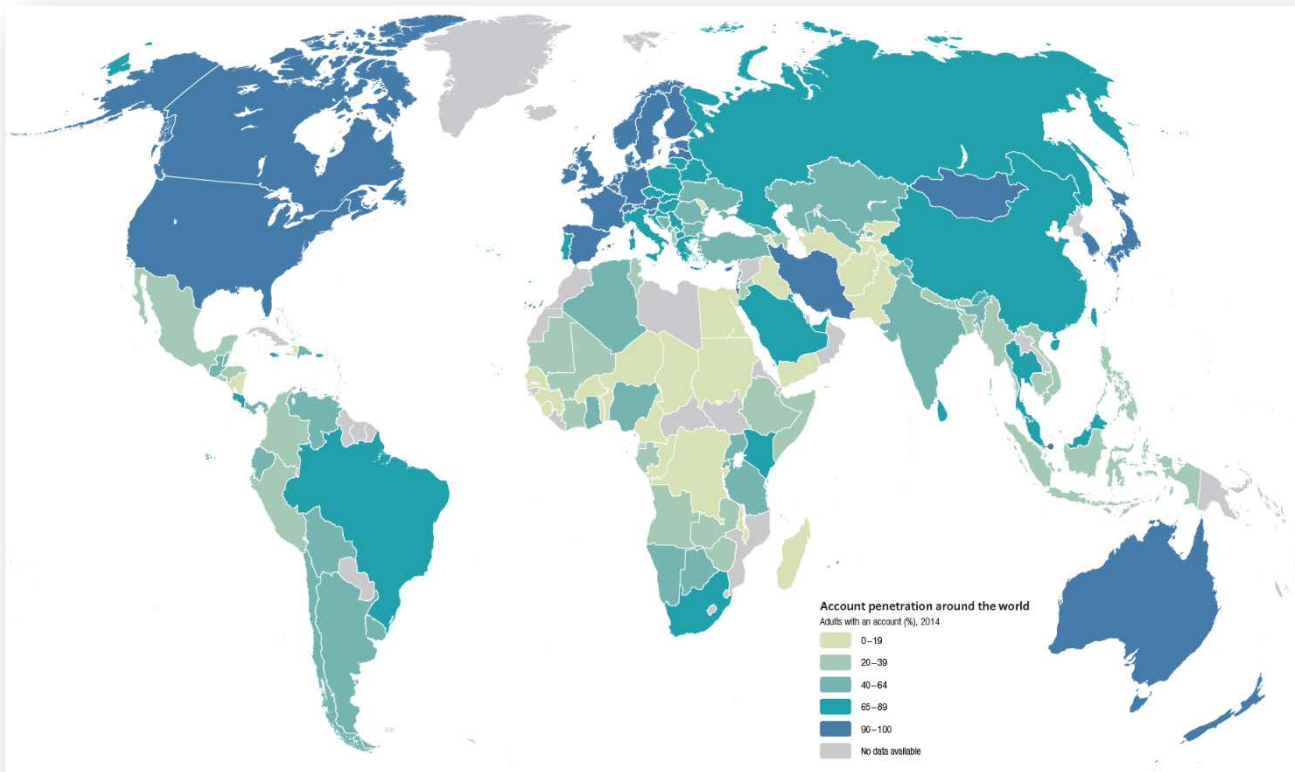 Account penetration around the world
Adults with an account (%), 2014
0–19
20–39
40–64
65–89
90–100
No data available